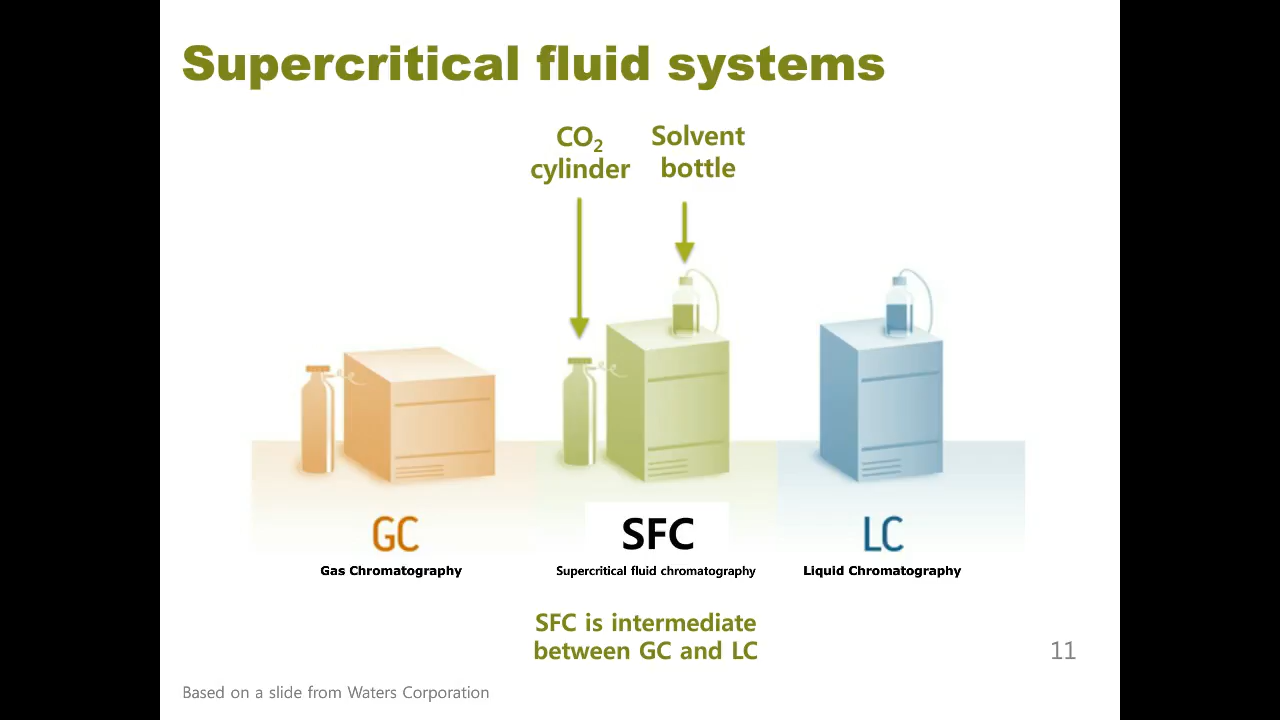 Supercritical fluid systems
CO₂
cylinder
Solvent
bottle
GC
Gas Chromatography
SFC
Supercritical fluid chromatography
LC
Liquid Chromatography
SFC is intermediate
between GC and LC
11
Based on a slide from Waters Corporation